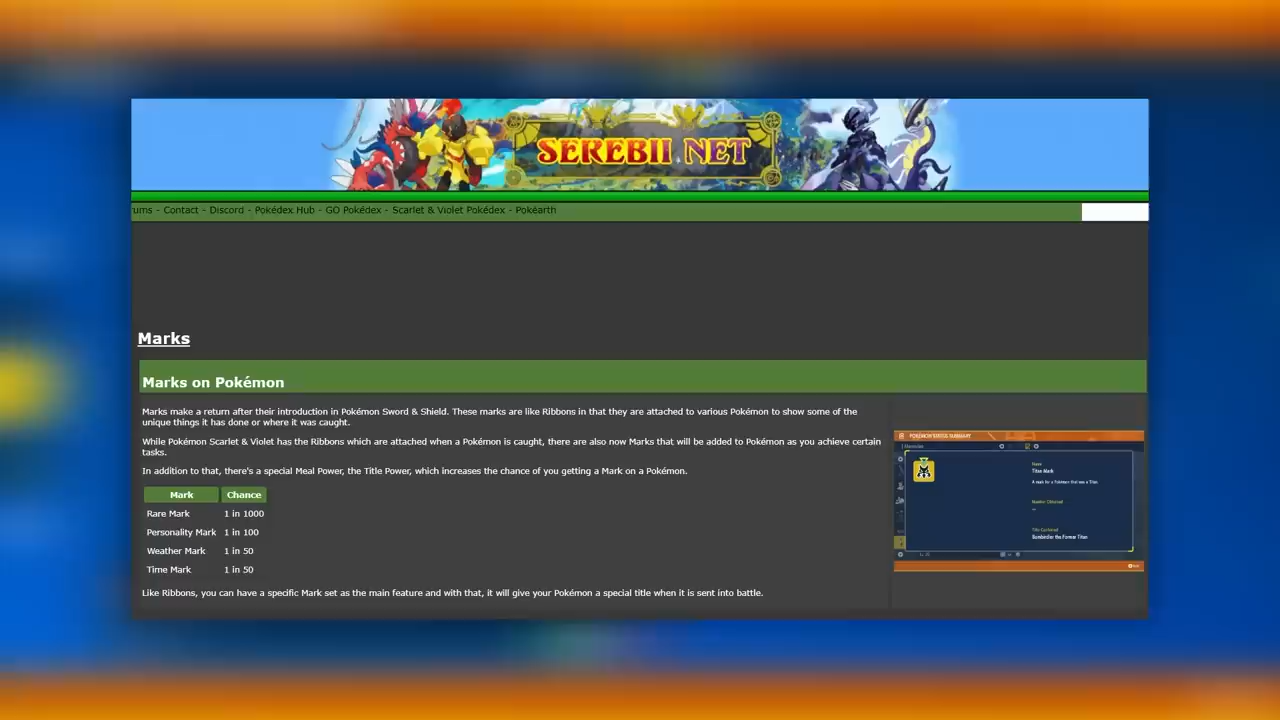 SEREBII NET
ums - Contact - Discord - Pokédex Hub - GO Pokédex - Scarlet & Violet Pokédex - Pokéarth
Marks
Marks on Pokémon
Marks make a return after their introduction in Pokémon Sword & Shield. These marks are like Ribbons in that they are attached to various Pokémon to show some of the
unique things it has done or where it was caught.
While Pokémon Scarlet & Violet has the Ribbons which are attached when a Pokémon is caught, there are also now Marks that will be added to Pokémon as you achieve certain
tasks.
In addition to that, there's a special Meal Power, the Title Power, which increases the chance of you getting a Mark on a Pokémon.
Mark Chance
Rare Mark 1 in 1000
Personality Mark 1 in 100
Weather Mark 1 in 50
Time Mark 1 in 50
Like Ribbons, you can have a specific Mark set as the main feature and with that, it will give your Pokémon a special title when it is sent into battle.
POKÉMON STATUS SUMMARY
Memories
Name
Titan Mark
A mark for a Pokémon that was a Titan.
Title Conferred
Bombirdier the Former Titan